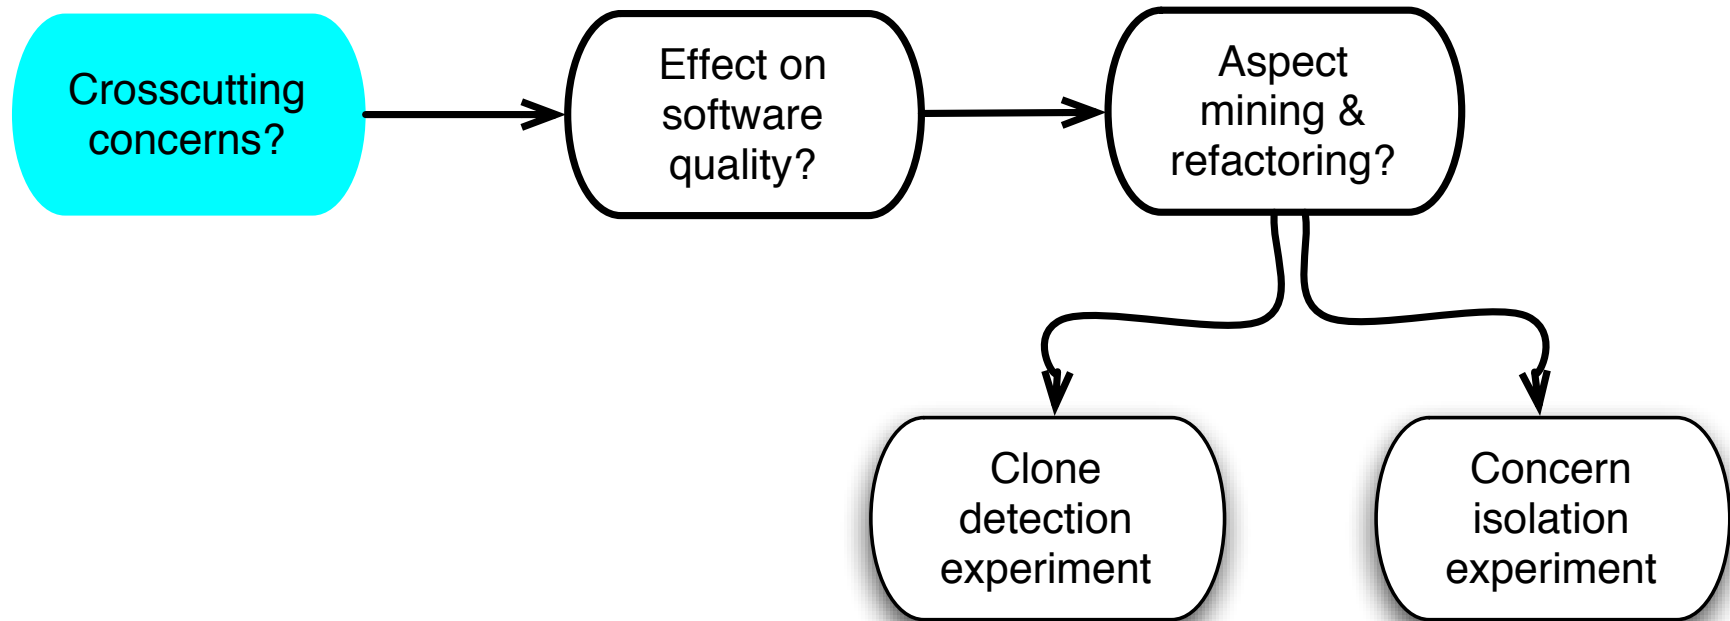 Crosscutting
concerns?
Effect on
software
quality?
Aspect
mining &
refactoring?
Clone
detection
experiment
Concern
isolation
experiment